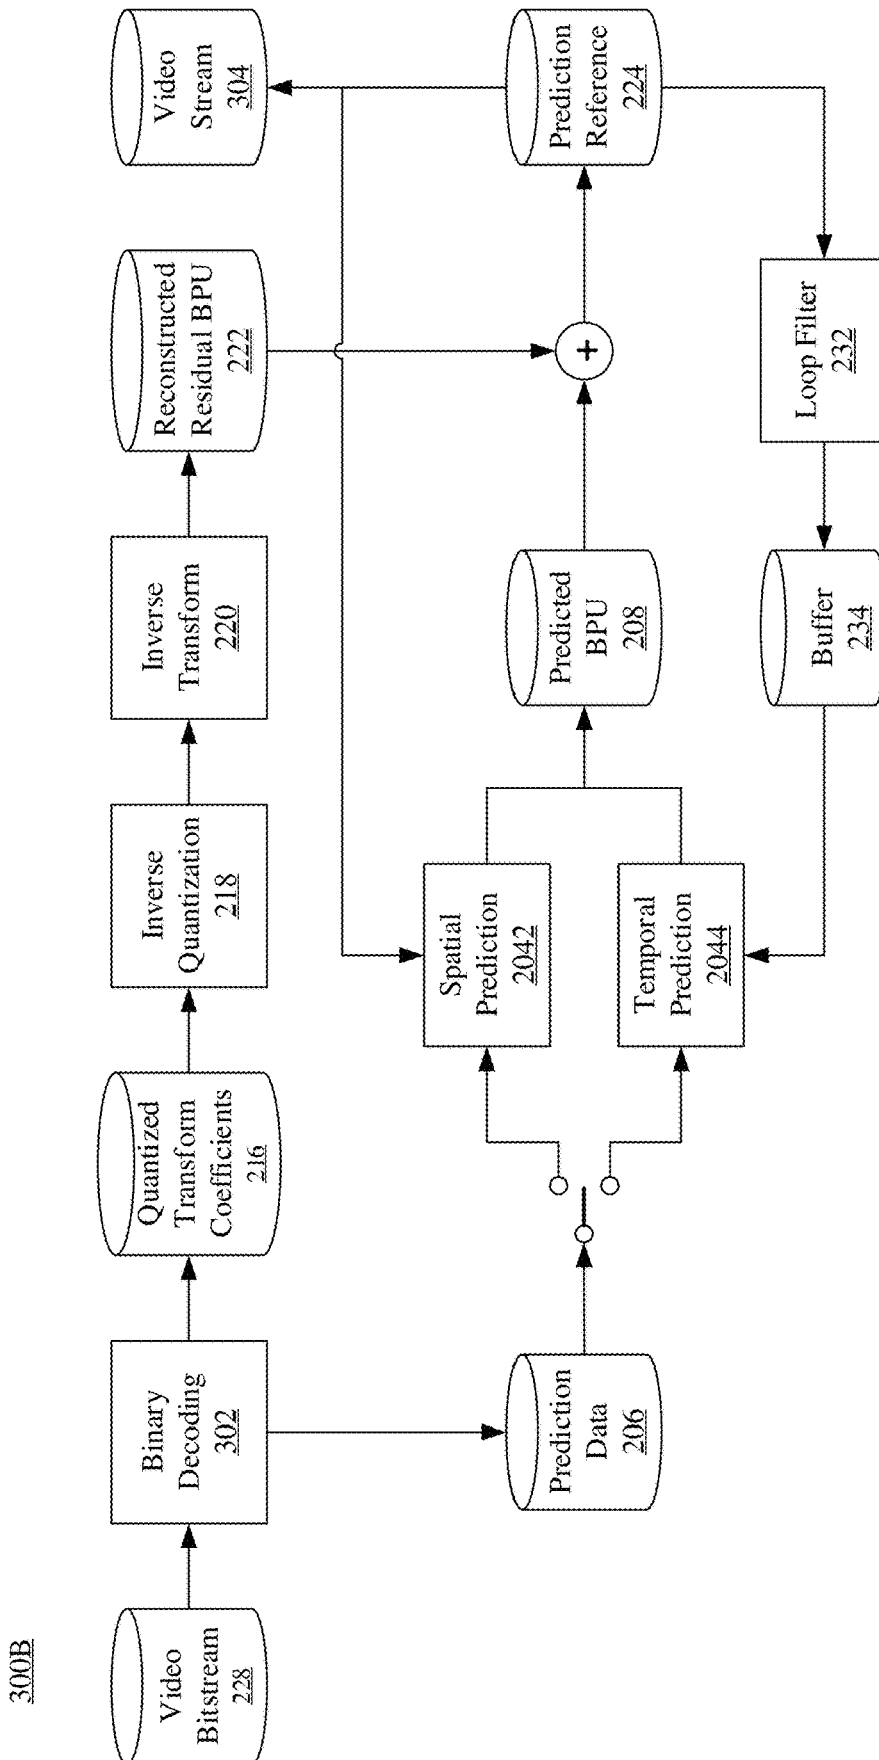 300B
Video
Bitstream
228
Binary
Decoding
302
Quantized
Transform
Coefficients
216
Inverse
Quantization
218
Inverse
Transform
220
Reconstructed
Residual BPU
222
Video
Stream
304
Prediction
Data
206
Spatial
Prediction
2042
Temporal
Prediction
2044
Predicted
BPU
208
+
Prediction
Reference
224
Buffer
234
Loop Filter
232